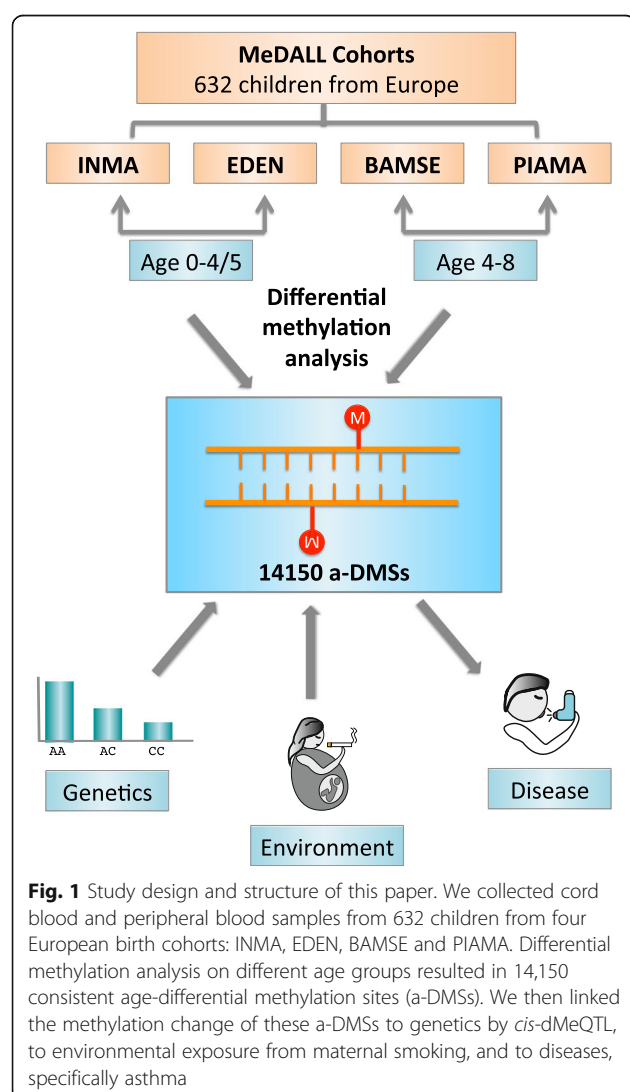 MeDALL Cohorts
632 children from Europe
INMA
EDEN
BAMSE
PIAMA
Age 0-4/5
Age 4-8
Differential
methylation
analysis
M
M
14150 a-DMSs
AA
AC
CC
Genetics
Environment
Disease
Fig. 1 Study design and structure of this paper. We collected cord
blood and peripheral blood samples from 632 children from four
European birth cohorts: INMA, EDEN, BAMSE and PIAMA. Differential
methylation analysis on different age groups resulted in 14,150
consistent age-differential methylation sites (a-DMSs). We then linked
the methylation change of these a-DMSs to genetics by cis-dMeQTL,
to environmental exposure from maternal smoking, and to diseases,
specifically asthma